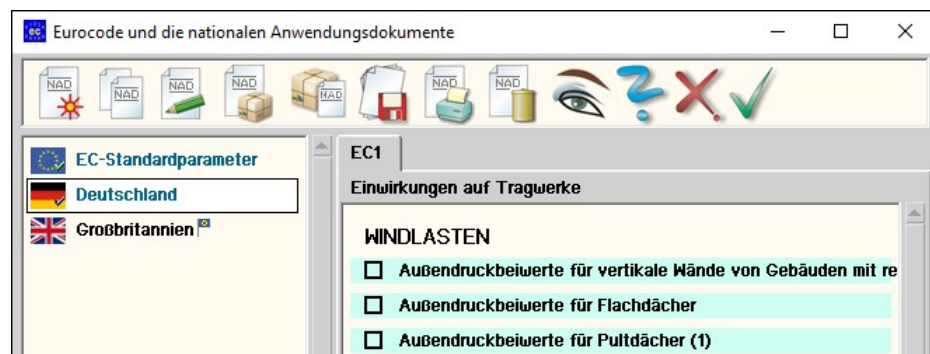 ec Eurocode und die nationalen Anwendungsdokumente
NAD NAD NAD NAD NAD NAD NAD
EC-Standardparameter
Deutschland
Großbritannien
EC1
Einwirkungen auf Tragwerke
WINDLASTEN
Außendruckbeiwerte für vertikale Wände von Gebäuden mit re
Außendruckbeiwerte für Flachdächer
Außendruckbeiwerte für Pultdächer (1)